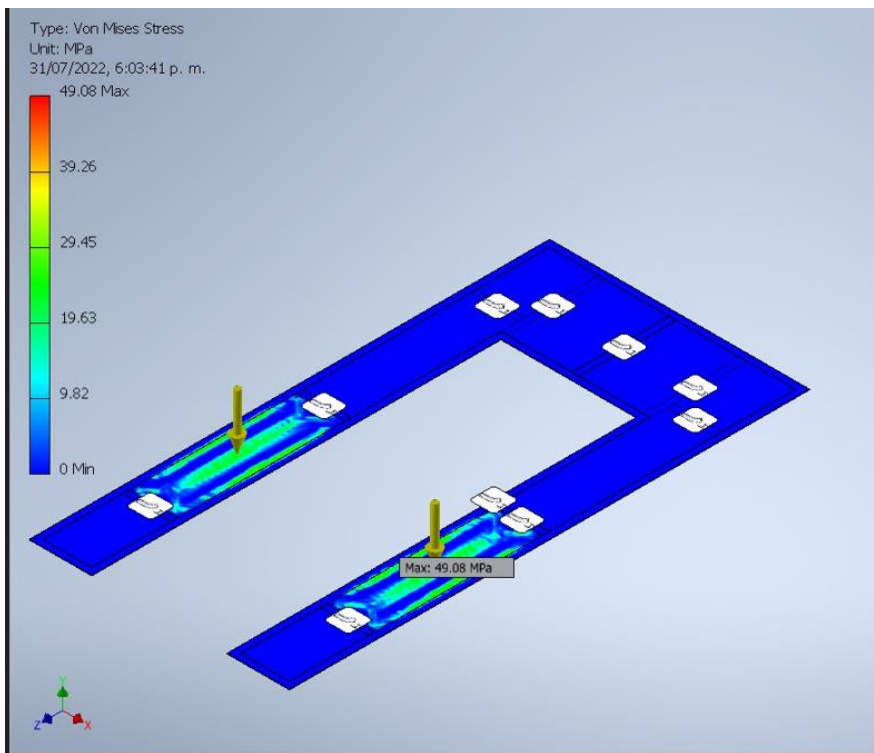 Type: Von Mises Stress
Unit: MPa
31/07/2022, 6:03:41 p. m.
49.08 Max
39.26
29.45
19.63
9.82
0 Min
Max: 49.08 MPa
Y
Z
X